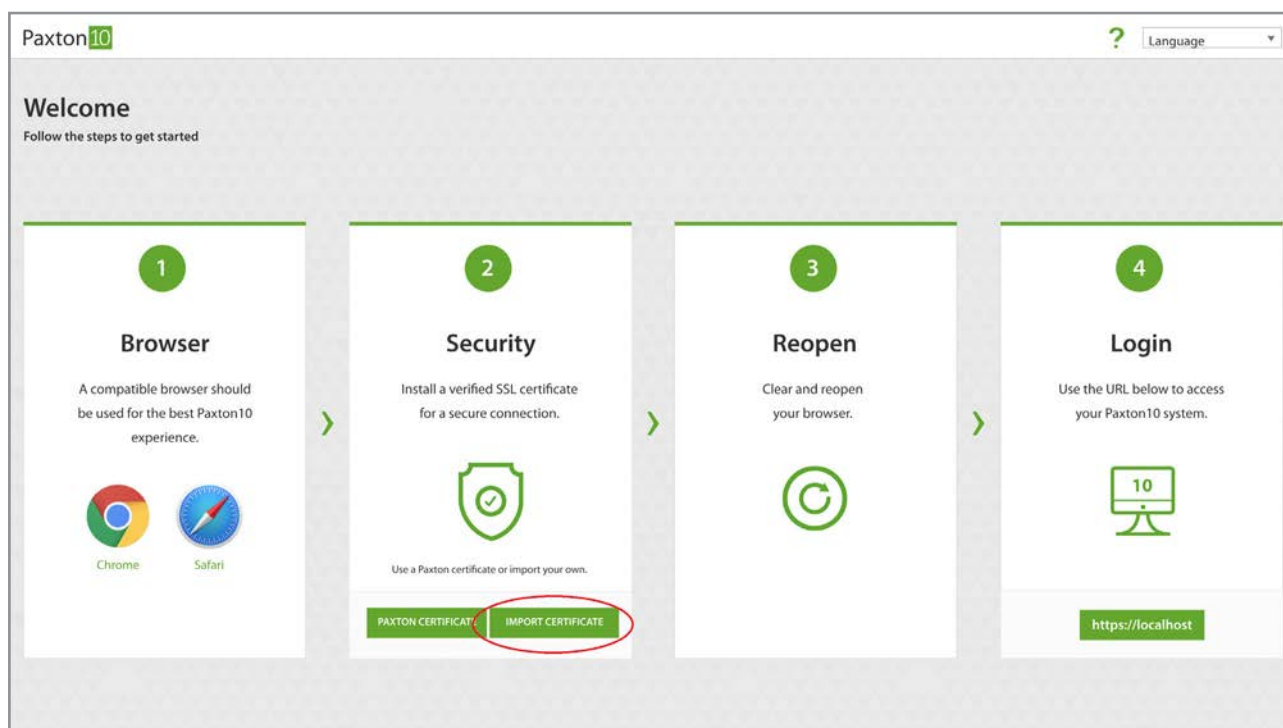 Paxton10
? Language
Welcome
Follow the steps to get started
1
Browser
A compatible browser should
be used for the best Paxton10
experience.
Chrome
Safari
2
Security
Install a verified SSL certificate
for a secure connection.
Use a Paxton certificate or import your own.
PAXTON CERTIFICATE
IMPORT CERTIFICATE
3
Reopen
Clear and reopen
your browser.
4
Login
Use the URL below to access
your Paxton10 system.
10
https://localhost